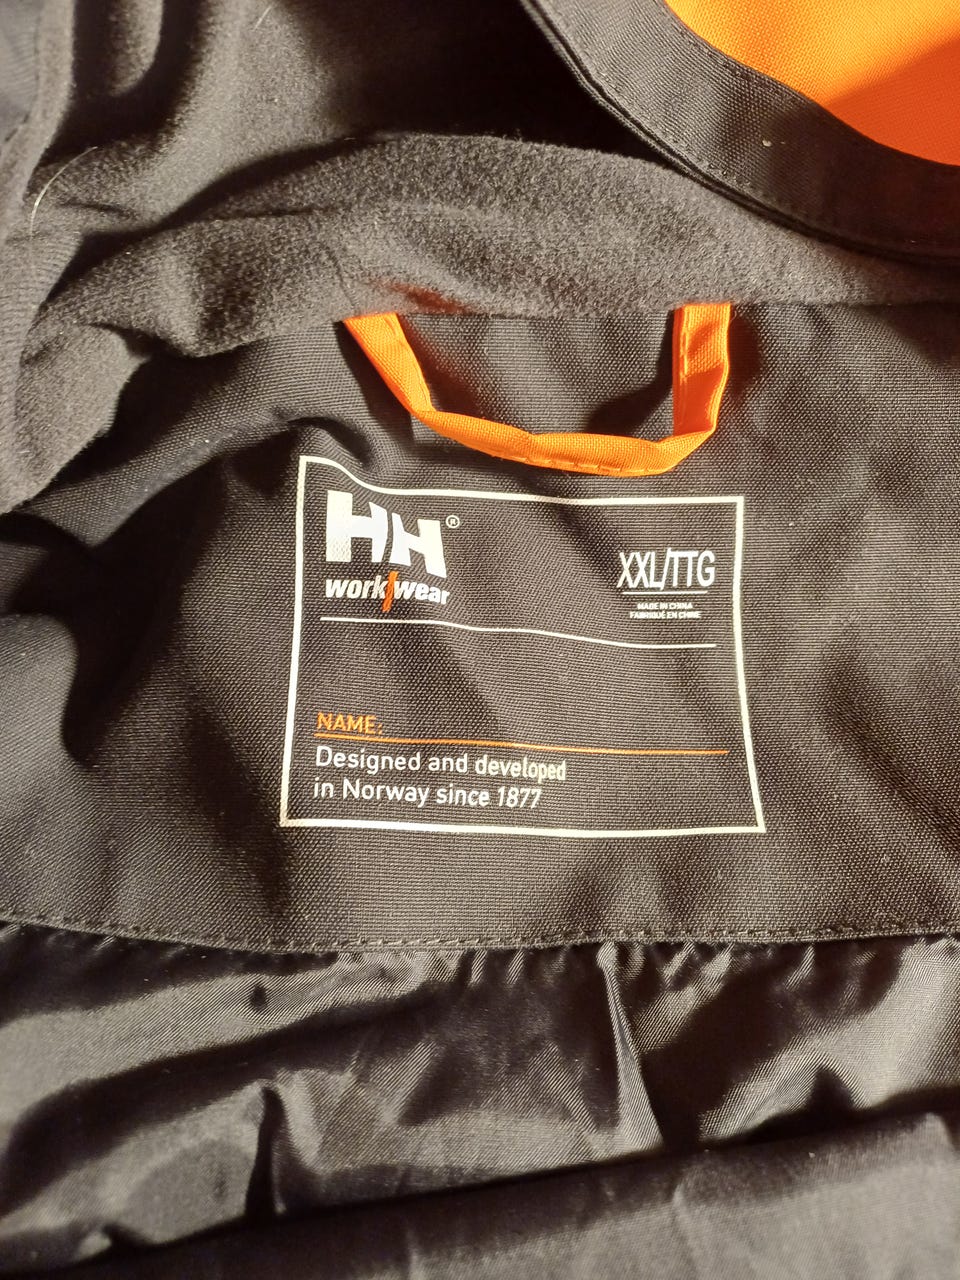 HH®
work/wear
XXL/TTG
MADE IN CHINA
FABRIQUÉ EN CHINE
NAME:
Designed and developed
in Norway since 1877